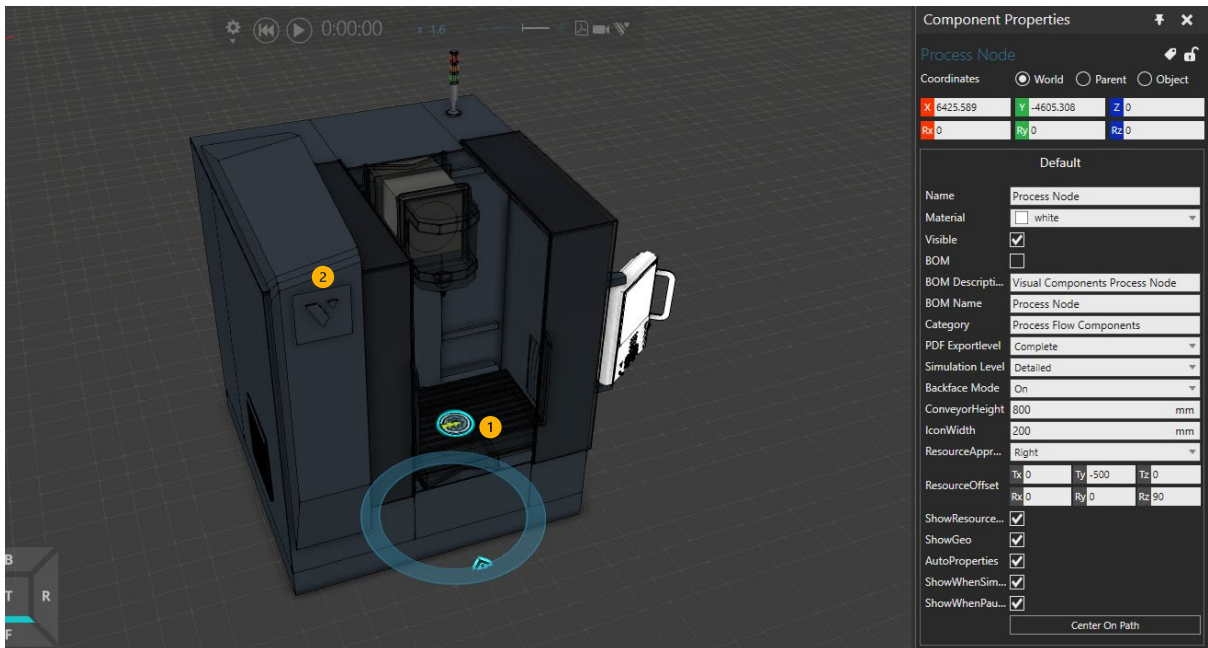 0:00:00
x 1.6
2
1
B
T R
F
Component Properties
Process Node
Coordinates World Parent Object
X 6425.589 Y -4605.308 Z 0
Rx 0 Ry 0 Rz 0
Default
Name Process Node
Material white
Visible
BOM
BOM Descripti... Visual Components Process Node
BOM Name Process Node
Category Process Flow Components
PDF Exportlevel Complete
Simulation Level Detailed
Backface Mode On
ConveyorHeight 800 mm
IconWidth 200 mm
ResourceAppr... Right
ResourceOffset
Tx 0 Ty -500 Tz 0
Rx 0 Ry 0 Rz 90
ShowResource...
ShowGeo
AutoProperties
ShowWhenSim...
ShowWhenPau...
Center On Path